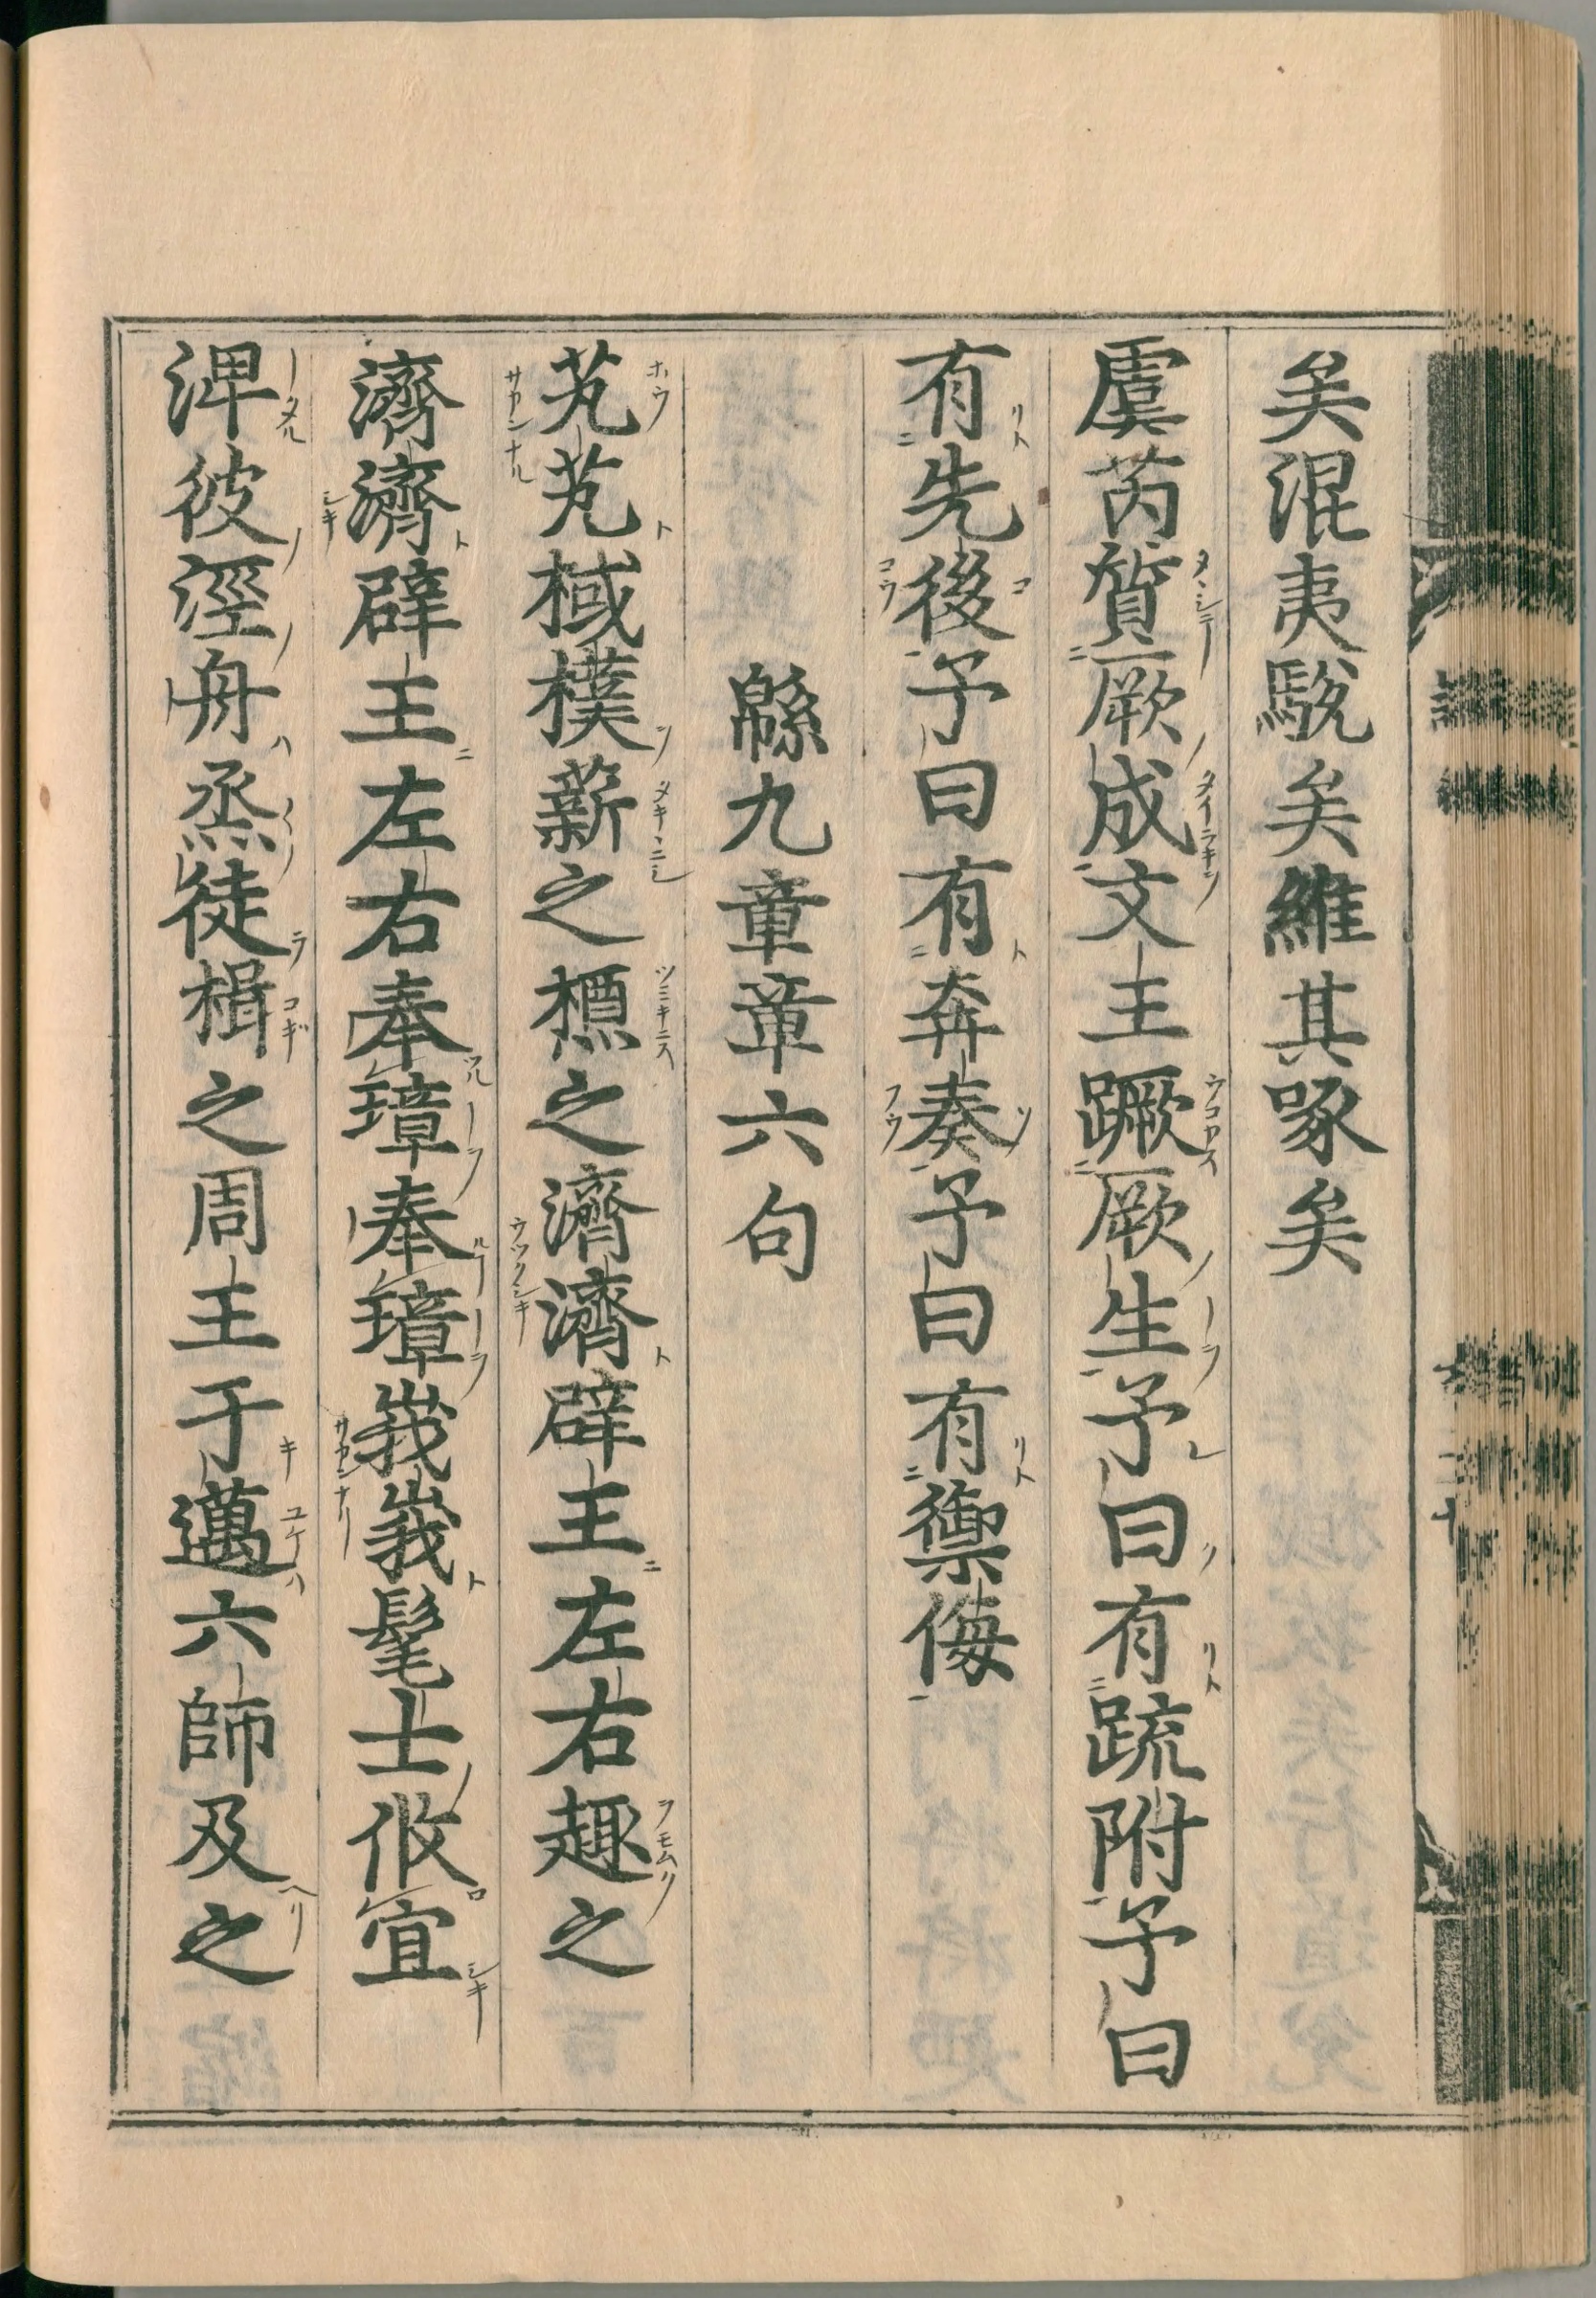 矣混夷駾矣維其喙矣
虞芮質厥成文王蹶厥生予曰有疏附予曰
有先後予曰有奔奏予曰有禦侮
緜九章章六句
芃芃棫樸薪之槱之濟濟辟王左右趣之
濟濟辟王左右奉璋奉璋峩峩髦士攸宜
淠彼涇舟烝徒楫之周王于邁六師及之